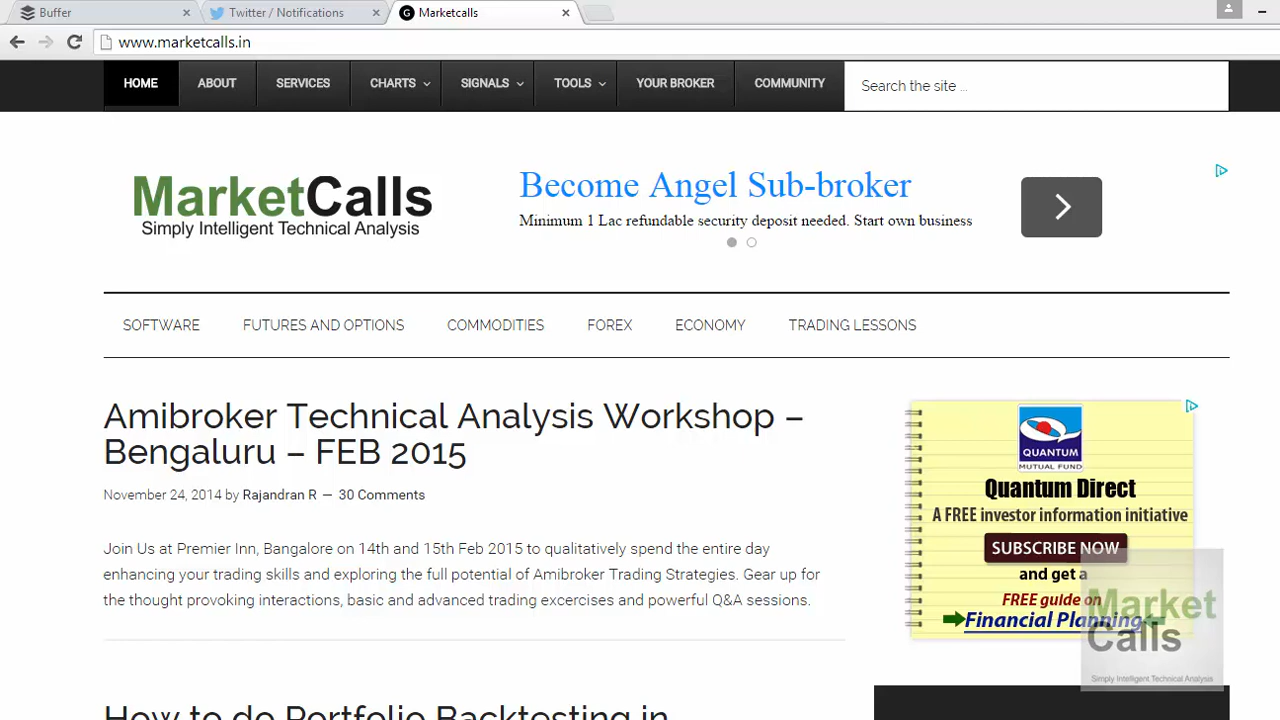 Buffer
Twitter / Notifications
Marketcalls
www.marketcalls.in
HOME
ABOUT
SERVICES
CHARTS
SIGNALS
TOOLS
YOUR BROKER
COMMUNITY
Search the site ...
MarketCalls
Simply Intelligent Technical Analysis
Become Angel Sub-broker
Minimum 1 Lac refundable security deposit needed. Start own business
SOFTWARE
FUTURES AND OPTIONS
COMMODITIES
FOREX
ECONOMY
TRADING LESSONS
Amibroker Technical Analysis Workshop –
Bengaluru – FEB 2015
November 24, 2014 by Rajandran R — 30 Comments
Join Us at Premier Inn, Bangalore on 14th and 15th Feb 2015 to qualitatively spend the entire day
enhancing your trading skills and exploring the full potential of Amibroker Trading Strategies. Gear up for
the thought provoking interactions, basic and advanced trading excercises and powerful Q&A sessions.
How to do Portfolio Backtesting in
QUANTUM
MUTUAL FUND
Quantum Direct
A FREE investor information initiative
SUBSCRIBE NOW
and get a
FREE guide on
Financial Planning
Market
Calls
Simply Intelligent Technical Analysis